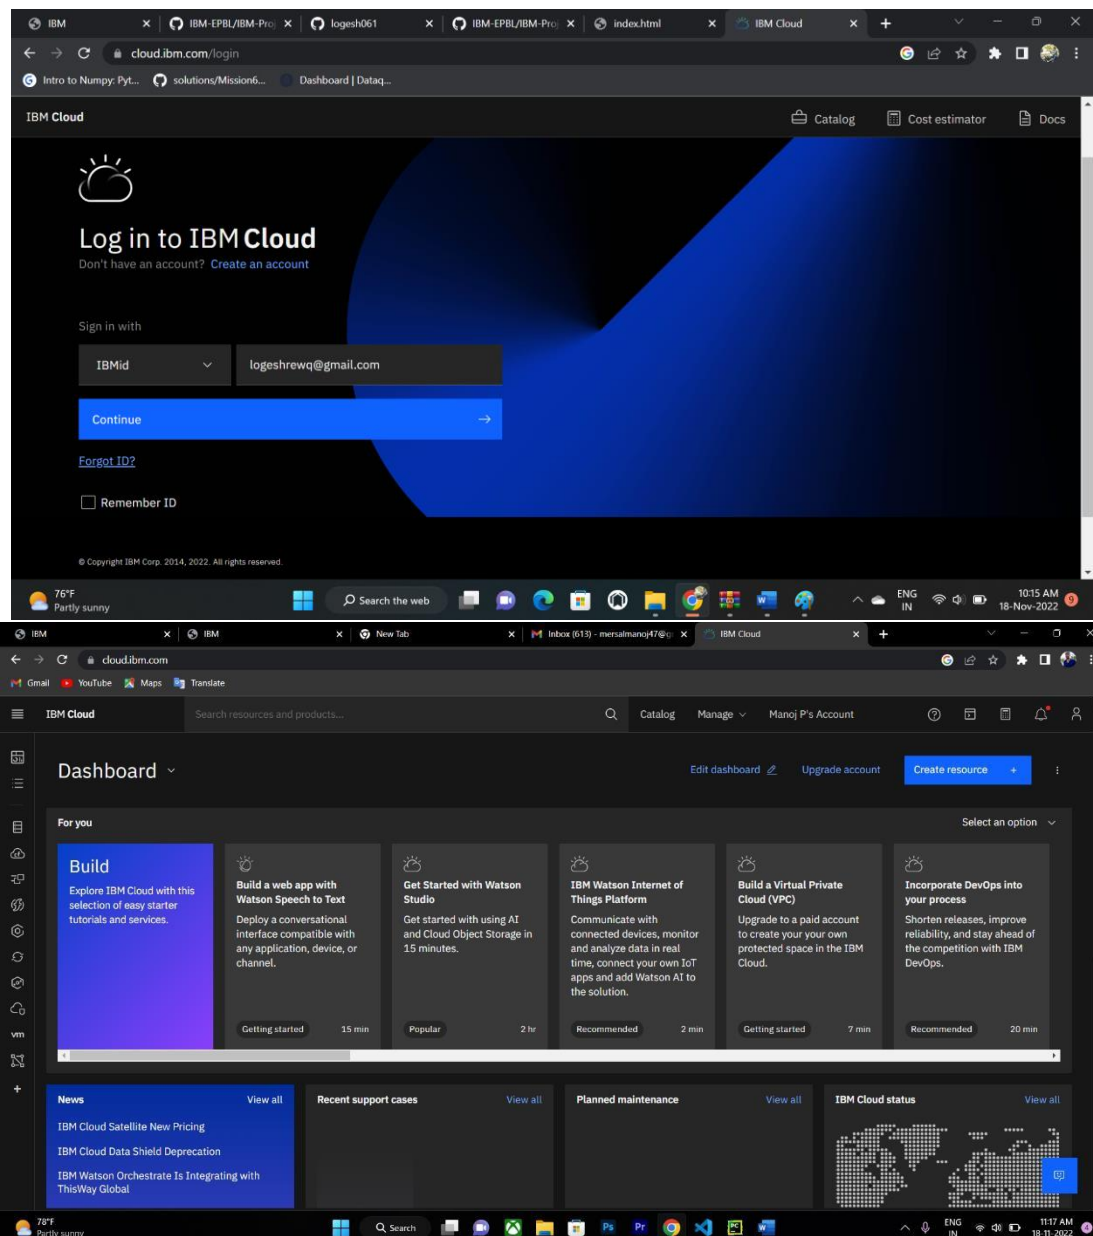 IBM
IBM-EPBL/IBM-Proj
logesh061
IBM-EPBL/IBM-Proj
index.html
IBM Cloud
cloud.ibm.com/login
Intro to Numpy: Pyt...
solutions/Mission6...
Dashboard | Dataq...
IBM Cloud
Catalog
Cost estimator
Docs
Log in to IBM Cloud
Don't have an account? Create an account
Sign in with
IBMid
logeshrewq@gmail.com
Continue
Forgot ID?
Remember ID
© Copyright IBM Corp. 2014, 2022. All rights reserved.
76°F
Partly sunny
Search the web
ENG
IN
10:15 AM
18-Nov-2022
9
IBM
IBM
New Tab
Inbox (613) - mersalmanoj47@g
IBM Cloud
cloud.ibm.com
Gmail
YouTube
Maps
Translate
IBM Cloud
Search resources and products...
Catalog
Manage
Manoj P's Account
Dashboard
Edit dashboard
Upgrade account
Create resource +
For you
Select an option
Build
Explore IBM Cloud with this
selection of easy starter
tutorials and services.
Build a web app with
Watson Speech to Text
Deploy a conversational
interface compatible with
any application, device, or
channel.
Getting started 15 min
Get Started with Watson
Studio
Get started with using AI
and Cloud Object Storage in
15 minutes.
Popular 2 hr
IBM Watson Internet of
Things Platform
Communicate with
connected devices, monitor
and analyze data in real
time, connect your own IoT
apps and add Watson AI to
the solution.
Recommended 2 min
Build a Virtual Private
Cloud (VPC)
Upgrade to a paid account
to create your your own
protected space in the IBM
Cloud.
Getting started 7 min
Incorporate DevOps into
your process
Shorten releases, improve
reliability, and stay ahead of
the competition with IBM
DevOps.
Recommended 20 min
vm
News View all
IBM Cloud Satellite New Pricing
IBM Cloud Data Shield Deprecation
IBM Watson Orchestrate Is Integrating with
ThisWay Global
Recent support cases View all
Planned maintenance View all
IBM Cloud status View all
78°F
Partly sunny
Search
Ps
Pr
ENG
IN
11:17 AM
18-11-2022
4